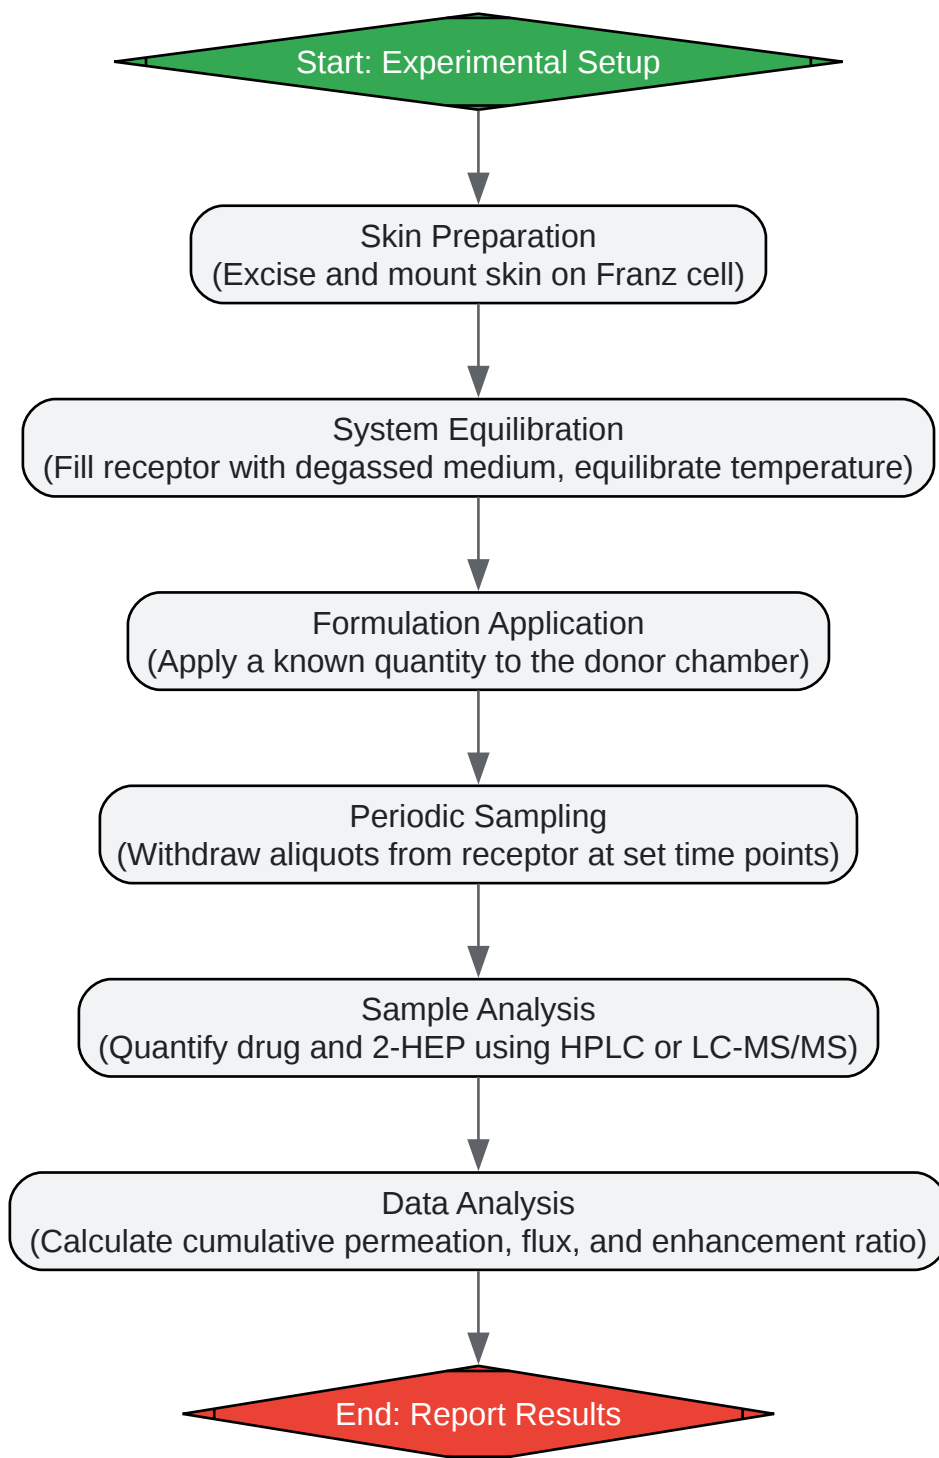 Start: Experimental Setup
Skin Preparation
(Excise and mount skin on Franz cell)
System Equilibration
(Fill receptor with degassed medium, equilibrate temperature)
Formulation Application
(Apply a known quantity to the donor chamber)
Periodic Sampling
(Withdraw aliquots from receptor at set time points)
Sample Analysis
(Quantify drug and 2-HEP using HPLC or LC-MS/MS)
Data Analysis
(Calculate cumulative permeation, flux, and enhancement ratio)
End: Report Results